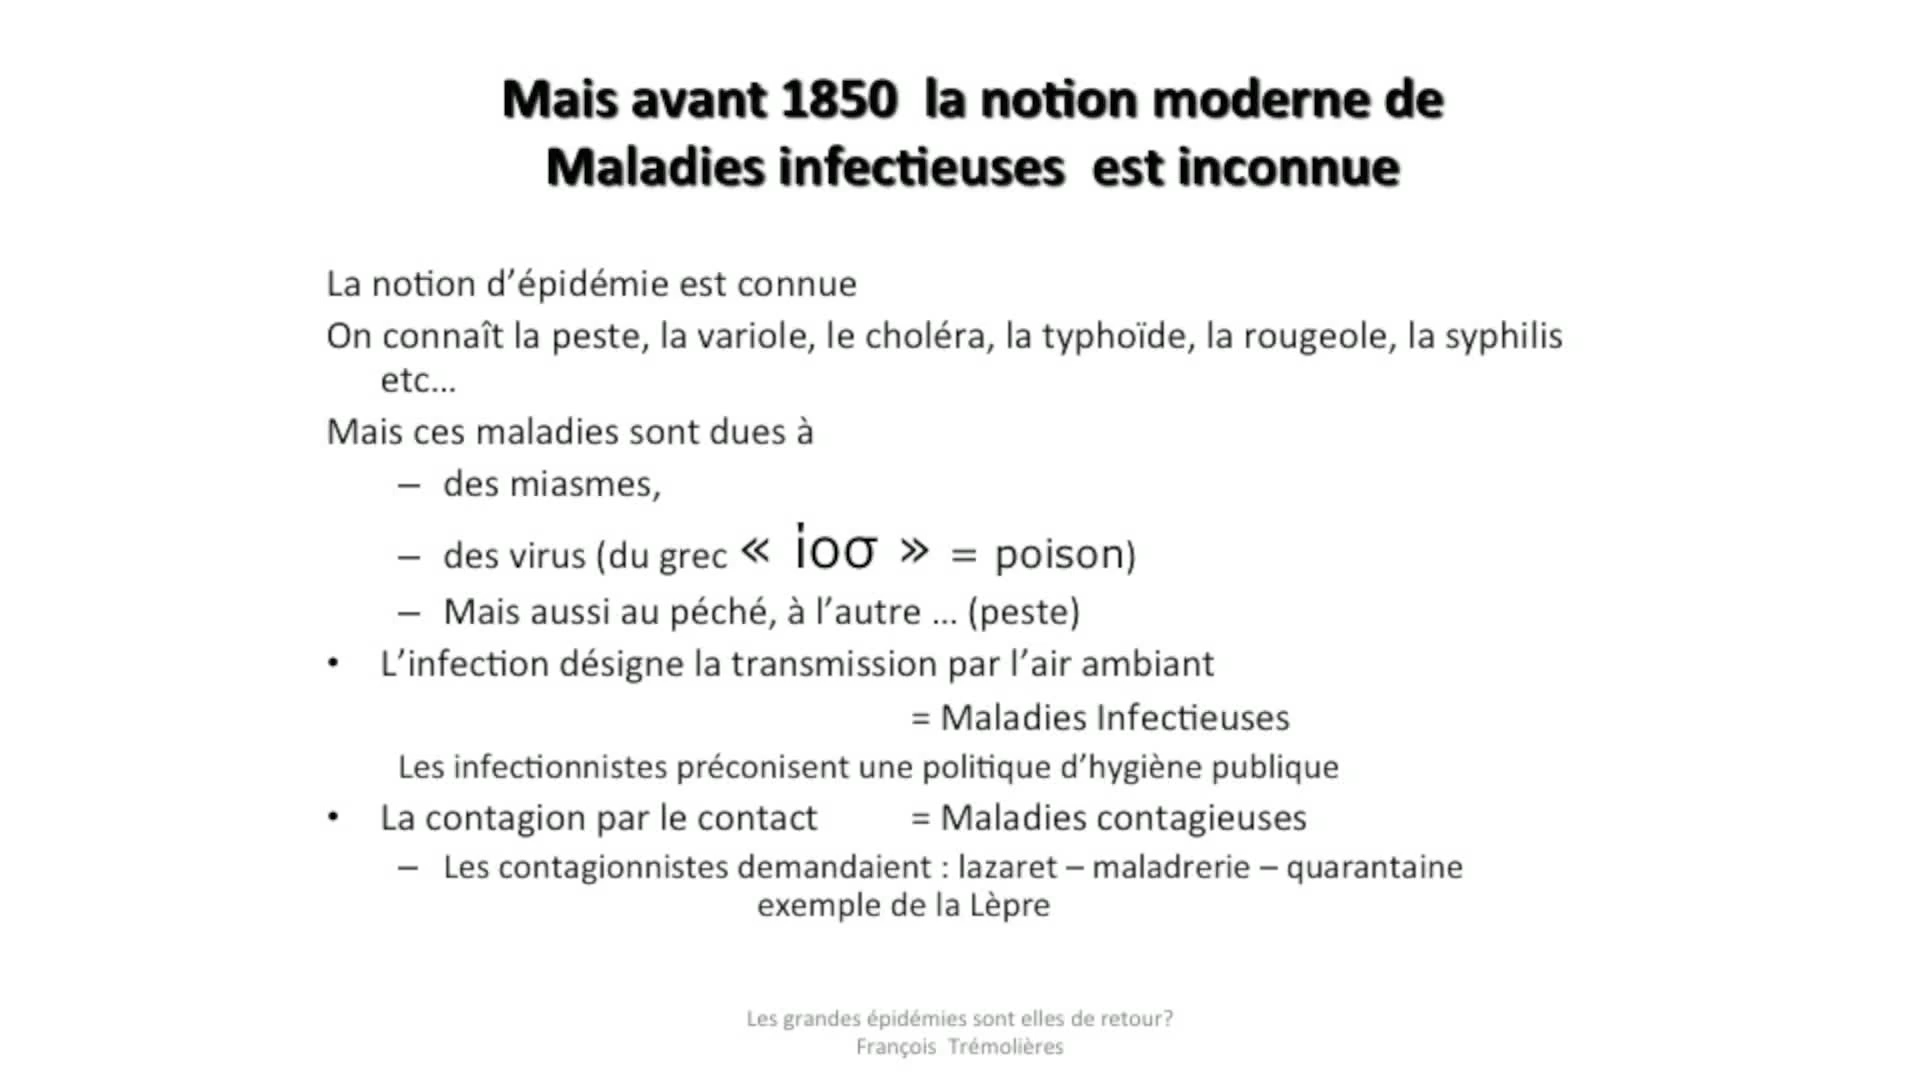 Mais avant 1850  la notion moderne de
Maladies infectieuses  est inconnue
La notion d’épidémie est connue
On connaît la peste, la variole, le choléra, la typhoïde, la rougeole, la syphilis
etc…
Mais ces maladies sont dues à
– des miasmes,
– des virus (du grec « ioσ » = poison)
– Mais aussi au péché, à l’autre … (peste)
• L’infection désigne la transmission par l’air ambiant
= Maladies Infectieuses
Les infectionnistes préconisent une politique d’hygiène publique
• La contagion par le contact = Maladies contagieuses
– Les contagionnistes demandaient : lazaret – maladrerie – quarantaine
exemple de la Lèpre
Les grandes épidémies sont elles de retour?
François  Trémolières